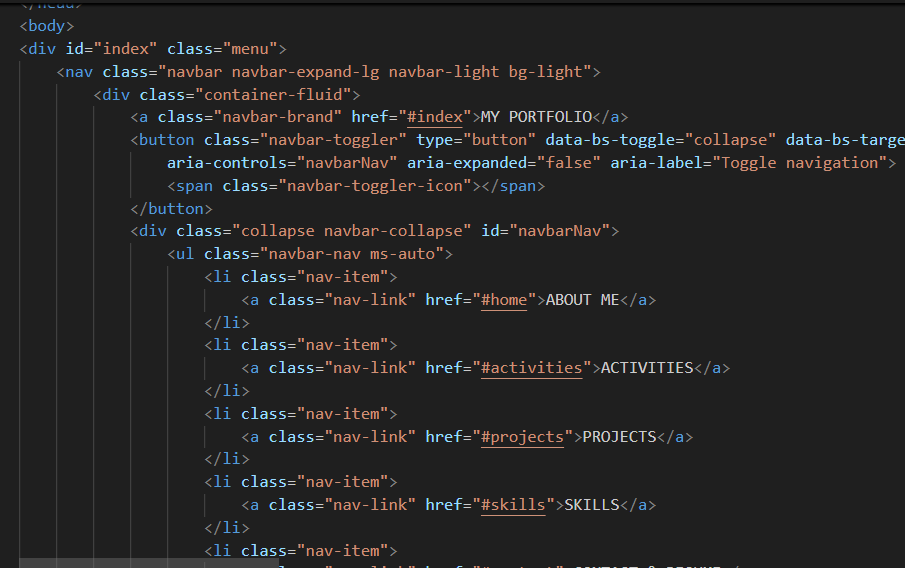 </head>
<body>
<div id="index" class="menu">
<nav class="navbar navbar-expand-lg navbar-light bg-light">
<div class="container-fluid">
<a class="navbar-brand" href="#index">MY PORTFOLIO</a>
<button class="navbar-toggler" type="button" data-bs-toggle="collapse" data-bs-targe
aria-controls="navbarNav" aria-expanded="false" aria-label="Toggle navigation">
<span class="navbar-toggler-icon"></span>
</button>
<div class="collapse navbar-collapse" id="navbarNav">
<ul class="navbar-nav ms-auto">
<li class="nav-item">
<a class="nav-link" href="#home">ABOUT ME</a>
</li>
<li class="nav-item">
<a class="nav-link" href="#activities">ACTIVITIES</a>
</li>
<li class="nav-item">
<a class="nav-link" href="#projects">PROJECTS</a>
</li>
<li class="nav-item">
<a class="nav-link" href="#skills">SKILLS</a>
</li>
<li class="nav-item">